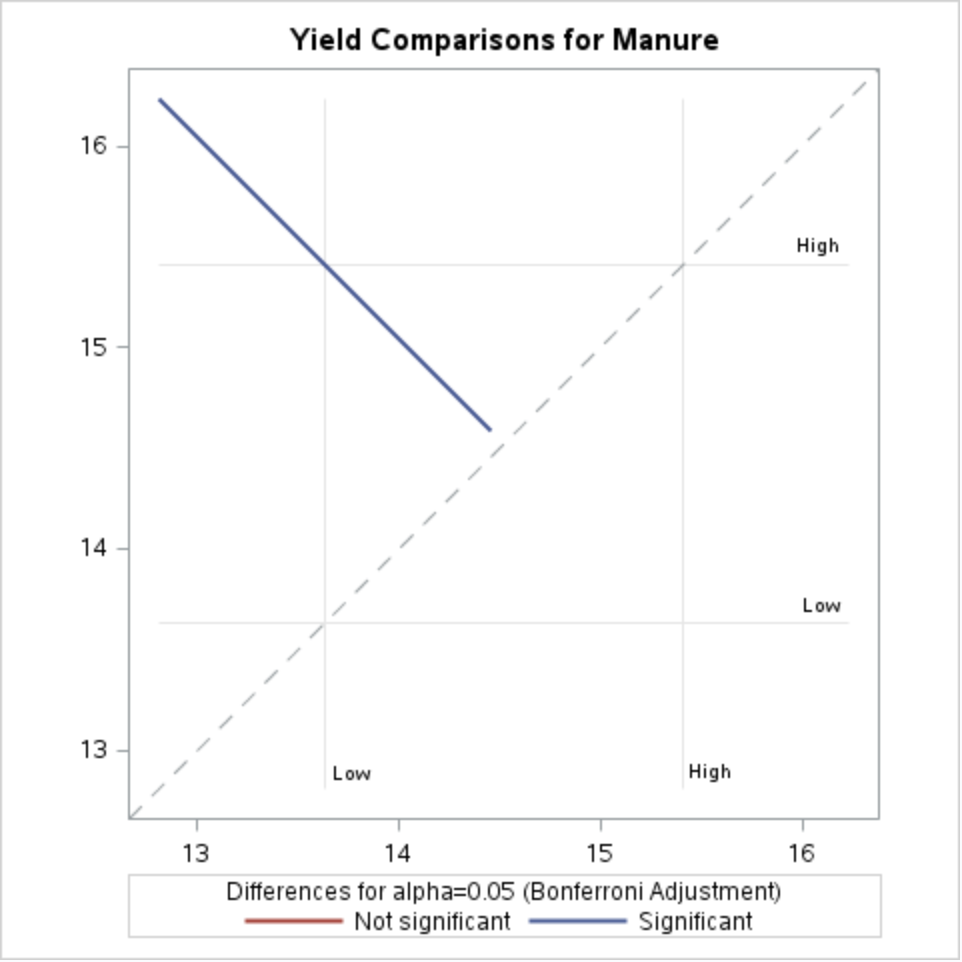 Yield Comparisons for Manure
16
High
15
14
Low
13
Low
High
13
14
15
16
Differences for alpha=0.05 (Bonferroni Adjustment)
Not significant
Significant